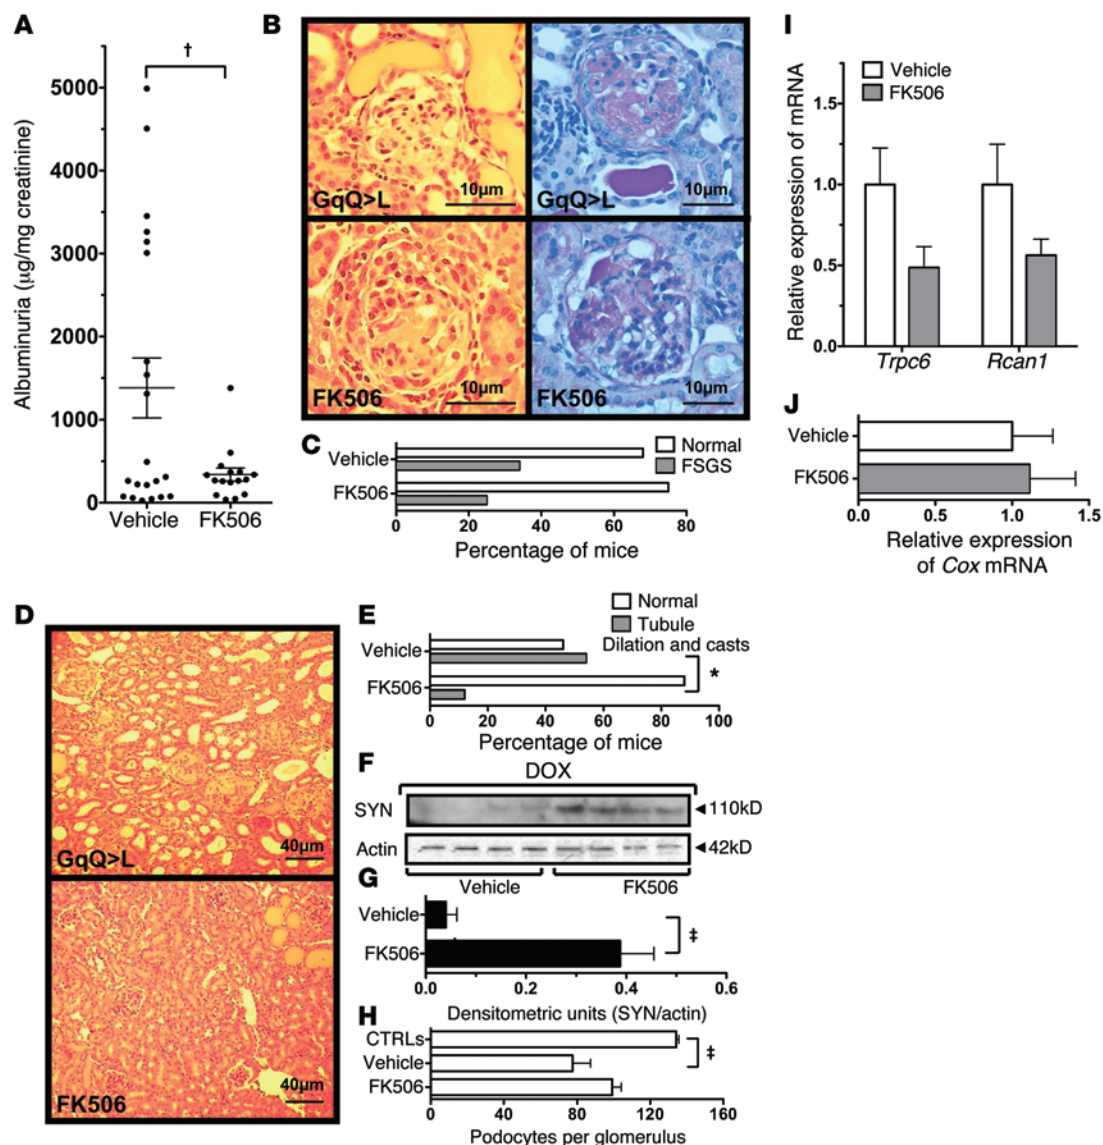 A
†
Albuminuria (µg/mg creatinine)
5000
4000
3000
2000
1000
0
Vehicle FK506
B
GqQ>L 10µm
10µm
FK506 10µm
10µm
C
Normal
FSGS
Vehicle
FK506
0 20 40 60 80
Percentage of mice
I
Vehicle
FK506
Relative expression of mRNA
1.5
1.0
0.5
0.0
Trpc6 Rcan1
J
Vehicle
FK506
0.0 0.5 1.0 1.5
Relative expression
of Cox mRNA
D
GqQ>L 40µm
FK506 40µm
E
Normal
Tubule
Dilation and casts
Vehicle
FK506
*
0 20 40 60 80 100
Percentage of mice
F
DOX
SYN 110kD
Actin 42kD
Vehicle FK506
G
Vehicle
FK506
‡
0.0 0.2 0.4 0.6
Densitometric units (SYN/actin)
H
CTRLs
Vehicle
FK506
‡
0 40 80 120 160
Podocytes per glomerulus